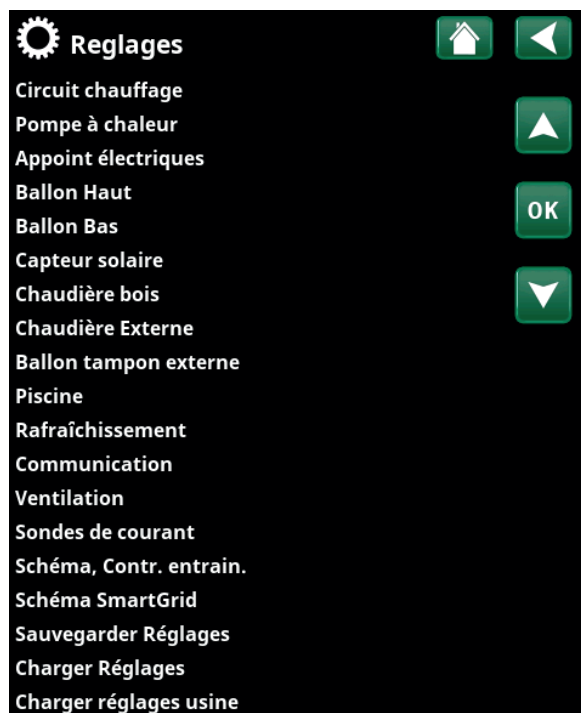 Reglages
Circuit chauffage
Pompe à chaleur
Appoint électriques
Ballon Haut
OK
Ballon Bas
Capteur solaire
Chaudière bois
Chaudière Externe
Ballon tampon externe
Piscine
Rafraîchissement
Communication
Ventilation
Sondes de courant
Schéma, Contr. entrain.
Schéma SmartGrid
Sauvegarder Réglages
Charger Réglages
Charger réglages usine